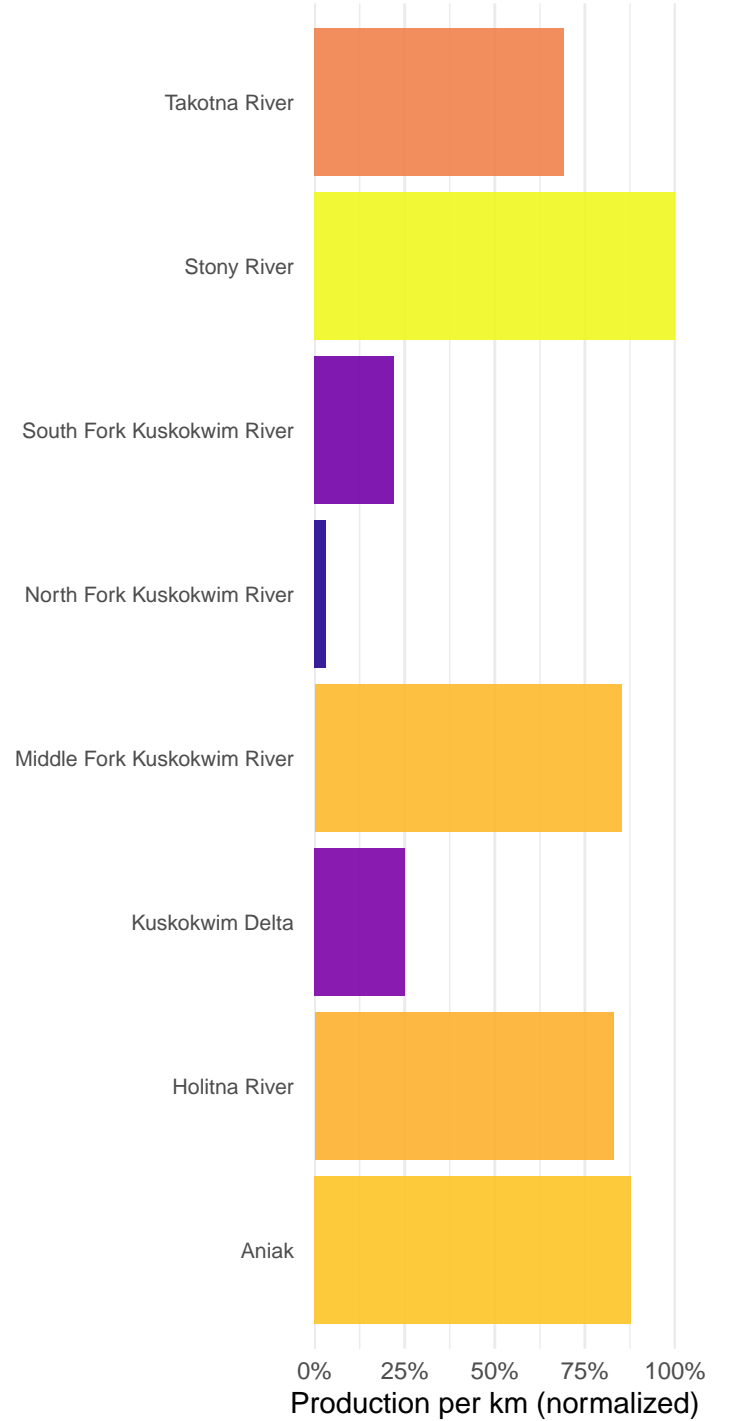 Takotna River
Stony River
South Fork Kuskokwim River
North Fork Kuskokwim River
Middle Fork Kuskokwim River
Kuskokwim Delta
Holitna River
Aniak
0% 25% 50% 75% 100%
Production per km (normalized)